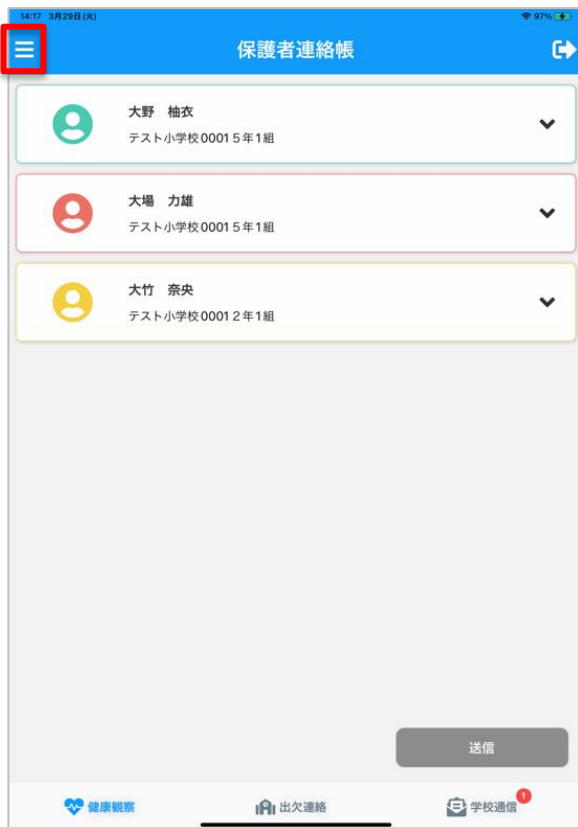 14:17 3月29日(火) 97%
保護者連絡帳
大野 柚衣
テスト小学校0001 5年1組
大場 力雄
テスト小学校0001 5年1組
大竹 奈央
テスト小学校0001 2年1組
送信
健康観察 出欠連絡 学校通信 1